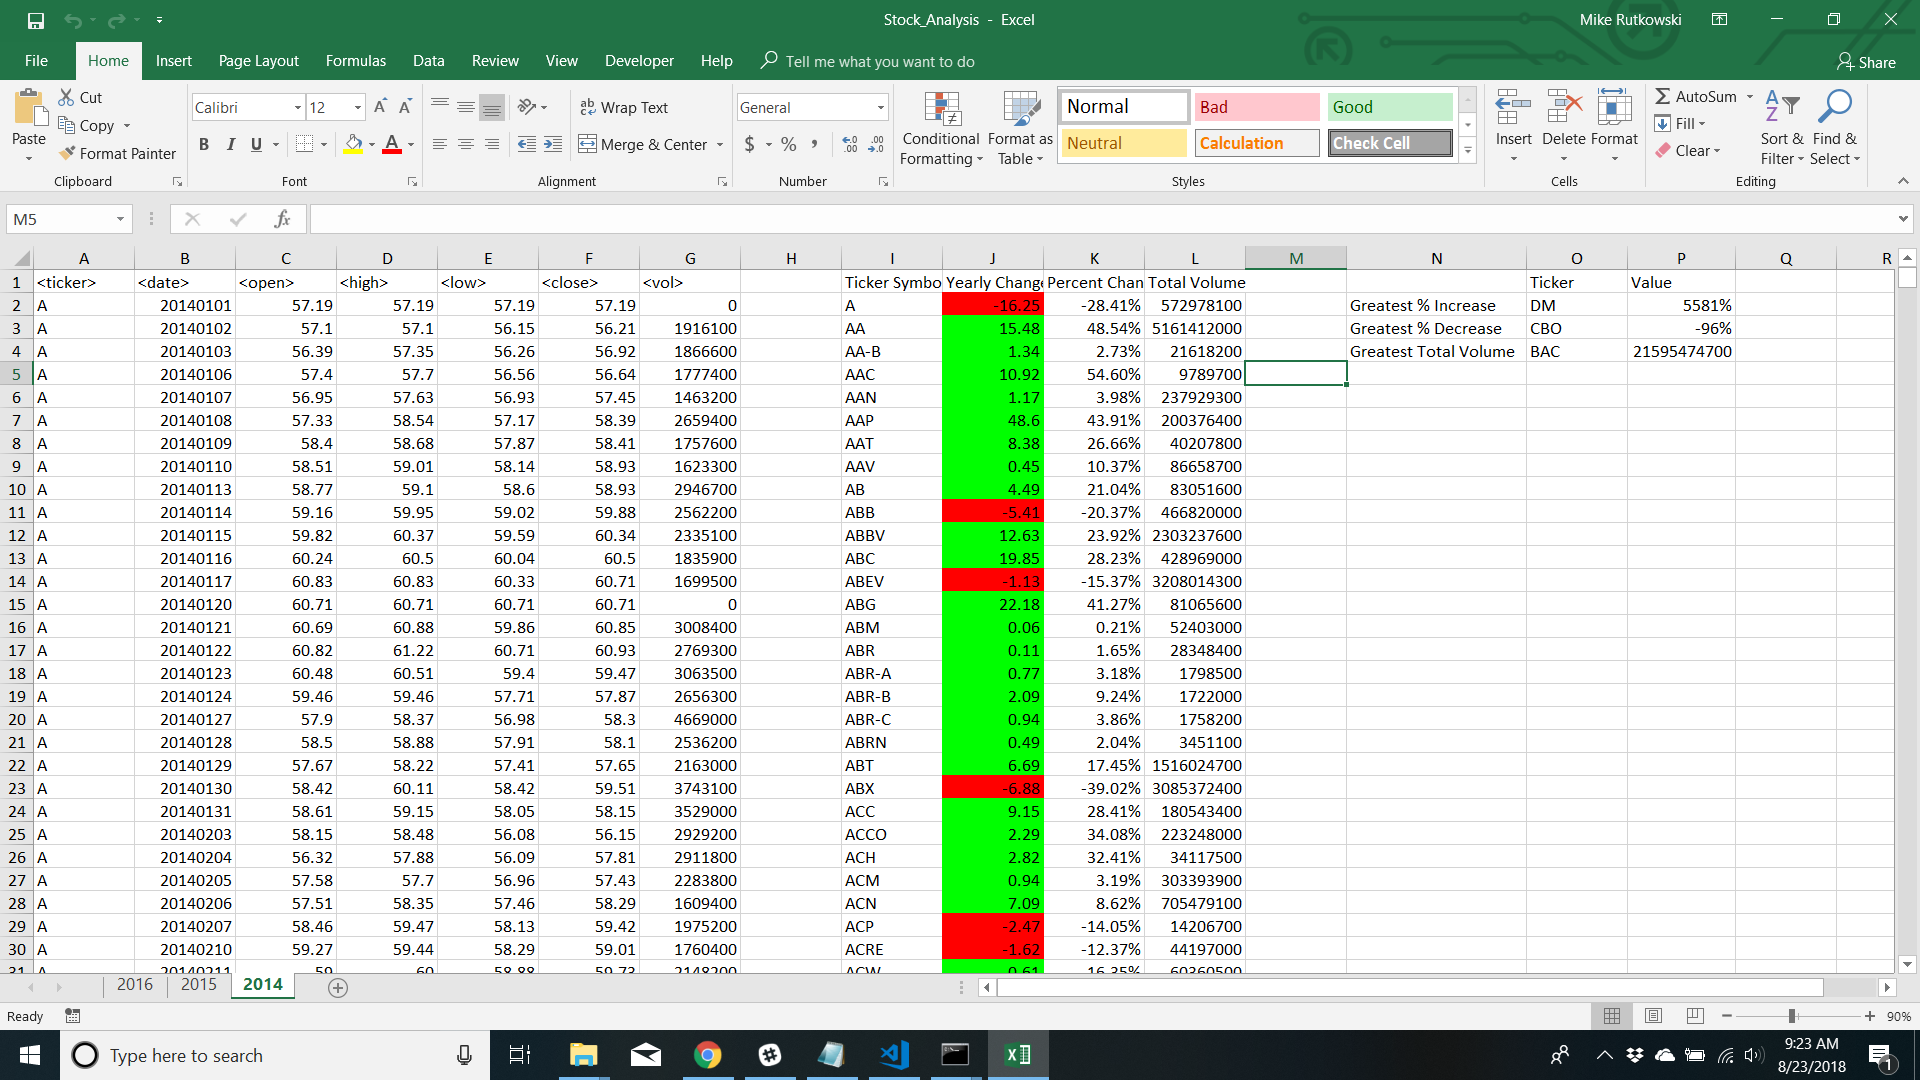 Stock_Analysis - Excel
Mike Rutkowski
File Home Insert Page Layout Formulas Data Review View Developer Help Tell me what you want to do Share
Cut
Copy
Format Painter
Paste
Clipboard
Calibri 12
B I U A
Font
Wrap Text
Merge & Center
Alignment
General
$ % ,
Number
Conditional Formatting
Format as Table
Normal Bad Good
Neutral Calculation Check Cell
Styles
Insert Delete Format
Cells
AutoSum
Fill
Clear
Sort & Filter
Find & Select
Editing
M5 fx
A B C D E F G H I J K L M N O P Q R
1 <ticker> <date> <open> <high> <low> <close> <vol> Ticker Symbo Yearly Change Percent Chan Total Volume Ticker Value
2 A 20140101 57.19 57.19 57.19 57.19 0 A -16.25 -28.41% 572978100 Greatest % Increase DM 5581%
3 A 20140102 57.1 57.1 56.15 56.21 1916100 AA 15.48 48.54% 5161412000 Greatest % Decrease CBO -96%
4 A 20140103 56.39 57.35 56.26 56.92 1866600 AA-B 1.34 2.73% 21618200 Greatest Total Volume BAC 21595474700
5 A 20140106 57.4 57.7 56.56 56.64 1777400 AAC 10.92 54.60% 9789700
6 A 20140107 56.95 57.63 56.93 57.45 1463200 AAN 1.17 3.98% 237929300
7 A 20140108 57.33 58.54 57.17 58.39 2659400 AAP 48.6 43.91% 200376400
8 A 20140109 58.4 58.68 57.87 58.41 1757600 AAT 8.38 26.66% 40207800
9 A 20140110 58.51 59.01 58.14 58.93 1623300 AAV 0.45 10.37% 86658700
10 A 20140113 58.77 59.1 58.6 58.93 2946700 AB 4.49 21.04% 83051600
11 A 20140114 59.16 59.95 59.02 59.88 2562200 ABB -5.41 -20.37% 466820000
12 A 20140115 59.82 60.37 59.59 60.34 2335100 ABBV 12.63 23.92% 2303237600
13 A 20140116 60.24 60.5 60.04 60.5 1835900 ABC 19.85 28.23% 428969000
14 A 20140117 60.83 60.83 60.33 60.71 1699500 ABEV -1.13 -15.37% 3208014300
15 A 20140120 60.71 60.71 60.71 60.71 0 ABG 22.18 41.27% 81065600
16 A 20140121 60.69 60.88 59.86 60.85 3008400 ABM 0.06 0.21% 52403000
17 A 20140122 60.82 61.22 60.71 60.93 2769300 ABR 0.11 1.65% 28348400
18 A 20140123 60.48 60.51 59.4 59.47 3063500 ABR-A 0.77 3.18% 1798500
19 A 20140124 59.46 59.46 57.71 57.87 2656300 ABR-B 2.09 9.24% 1722000
20 A 20140127 57.9 58.37 56.98 58.3 4669000 ABR-C 0.94 3.86% 1758200
21 A 20140128 58.5 58.88 57.91 58.1 2536200 ABRN 0.49 2.04% 3451100
22 A 20140129 57.67 58.22 57.41 57.65 2163000 ABT 6.69 17.45% 1516024700
23 A 20140130 58.42 60.11 58.42 59.51 3743100 ABX -6.88 -39.02% 3085372400
24 A 20140131 58.61 59.15 58.05 58.15 3529000 ACC 9.15 28.41% 180543400
25 A 20140203 58.15 58.48 56.08 56.15 2929200 ACCO 2.29 34.08% 223248000
26 A 20140204 56.32 57.88 56.09 57.81 2911800 ACH 2.82 32.41% 34117500
27 A 20140205 57.58 57.7 56.96 57.43 2283800 ACM 0.94 3.19% 303393900
28 A 20140206 57.51 58.35 57.46 58.29 1609400 ACN 7.09 8.62% 705479100
29 A 20140207 58.46 59.47 58.13 59.42 1975200 ACP -2.47 -14.05% 14206700
30 A 20140210 59.27 59.44 58.29 59.01 1760400 ACRE -1.62 -12.37% 44197000
31 A 20140211 59 60 58.88 59.73 2148200 ACW 0.61 16.35% 60360500
2016 2015 2014
Ready
90%
Type here to search
9:23 AM
8/23/2018
1